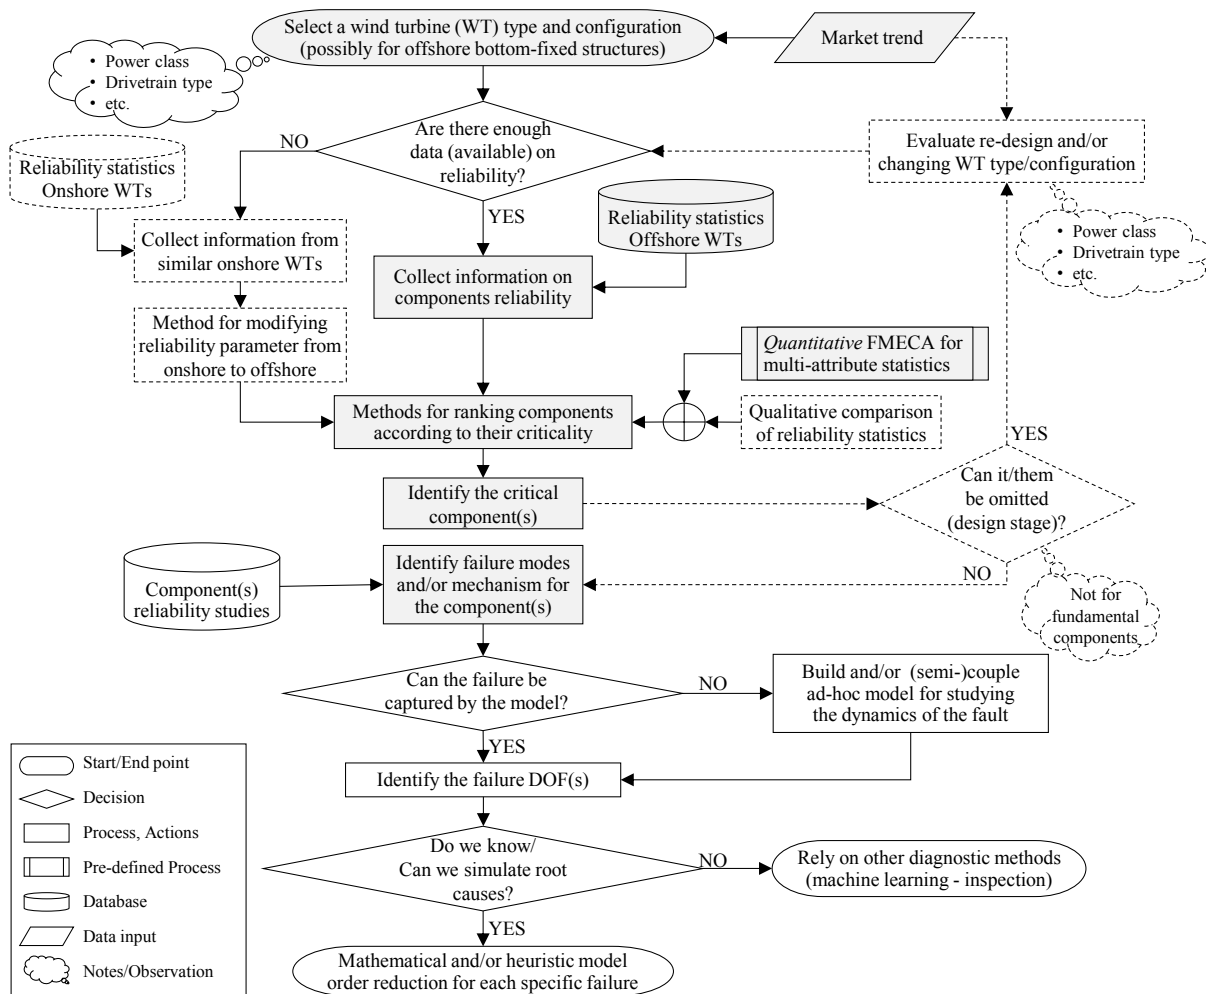 Select a wind turbine (WT) type and configuration
(possibly for offshore bottom-fixed structures)
Market trend
• Power class
• Drivetrain type
• etc.
Are there enough
data (available) on
reliability?
NO
YES
Evaluate re-design and/or
changing WT type/configuration
Reliability statistics
Onshore WTs
Reliability statistics
Offshore WTs
• Power class
• Drivetrain type
• etc.
Collect information from
similar onshore WTs
Collect information on
components reliability
Method for modifying
reliability parameter from
onshore to offshore
Quantitative FMECA for
multi-attribute statistics
Methods for ranking components
according to their criticality
Qualitative comparison
of reliability statistics
YES
Identify the critical
component(s)
Can it/them
be omitted
(design stage)?
NO
Component(s)
reliability studies
Identify failure modes
and/or mechanism for
the component(s)
Not for
fundamental
components
Can the failure be
captured by the model?
NO
YES
Build and/or (semi-)couple
ad-hoc model for studying
the dynamics of the fault
Identify the failure DOF(s)
Do we know/
Can we simulate root
causes?
NO
YES
Rely on other diagnostic methods
(machine learning - inspection)
Mathematical and/or heuristic model
order reduction for each specific failure
Start/End point
Decision
Process, Actions
Pre-defined Process
Database
Data input
Notes/Observation